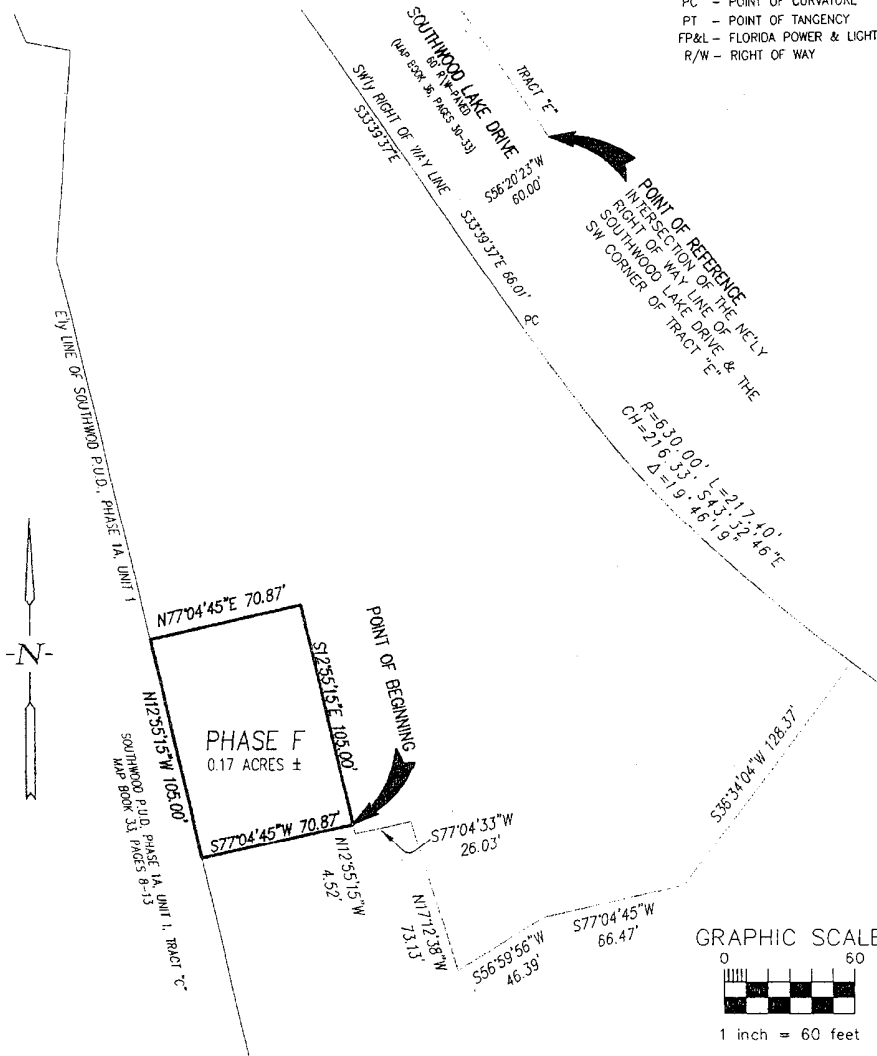 PC - POINT OF CURVATURE
PT - POINT OF TANGENCY
FP&L - FLORIDA POWER & LIGHT
R/W - RIGHT OF WAY
SOUTHWOOD LAKE DRIVE
60' R/W-PAVED
(MAP BOOK 36, PAGES 30-33)
TRACT "E"
SW'ly RIGHT OF WAY LINE
S33°39'37"E
S56°20'23"W
60.00'
POINT OF REFERENCE
INTERSECTION OF THE NE'LY
RIGHT OF WAY LINE OF
SOUTHWOOD LAKE DRIVE & THE
SW CORNER OF TRACT "E"
S33°39'37"E 66.01'
PC
R=630.00' L=217.40'
CH=216.33' S43°32'46"E
Δ=19°46'19"
E'ly LINE OF SOUTHWOD P.U.D., PHASE 1A, UNIT 1
-N-
N77°04'45"E 70.87'
S12°55'15"E 105.00'
POINT OF BEGINNING
N12°55'15"W 105.00'
PHASE F
0.17 ACRES ±
S77°04'45"W 70.87'
SOUTHWOOD P.U.D, PHASE 1A, UNIT 1, TRACT "C"
MAP BOOK 33, PAGES 8-13
N12°55'15"W
4.52'
S77°04'33"W
26.03'
N17°12'38"W
73.13'
S56°59'56"W
46.39'
S77°04'45"W
66.47'
S36°34'04"W 128.37'
GRAPHIC SCALE
0 60
1 inch = 60 feet